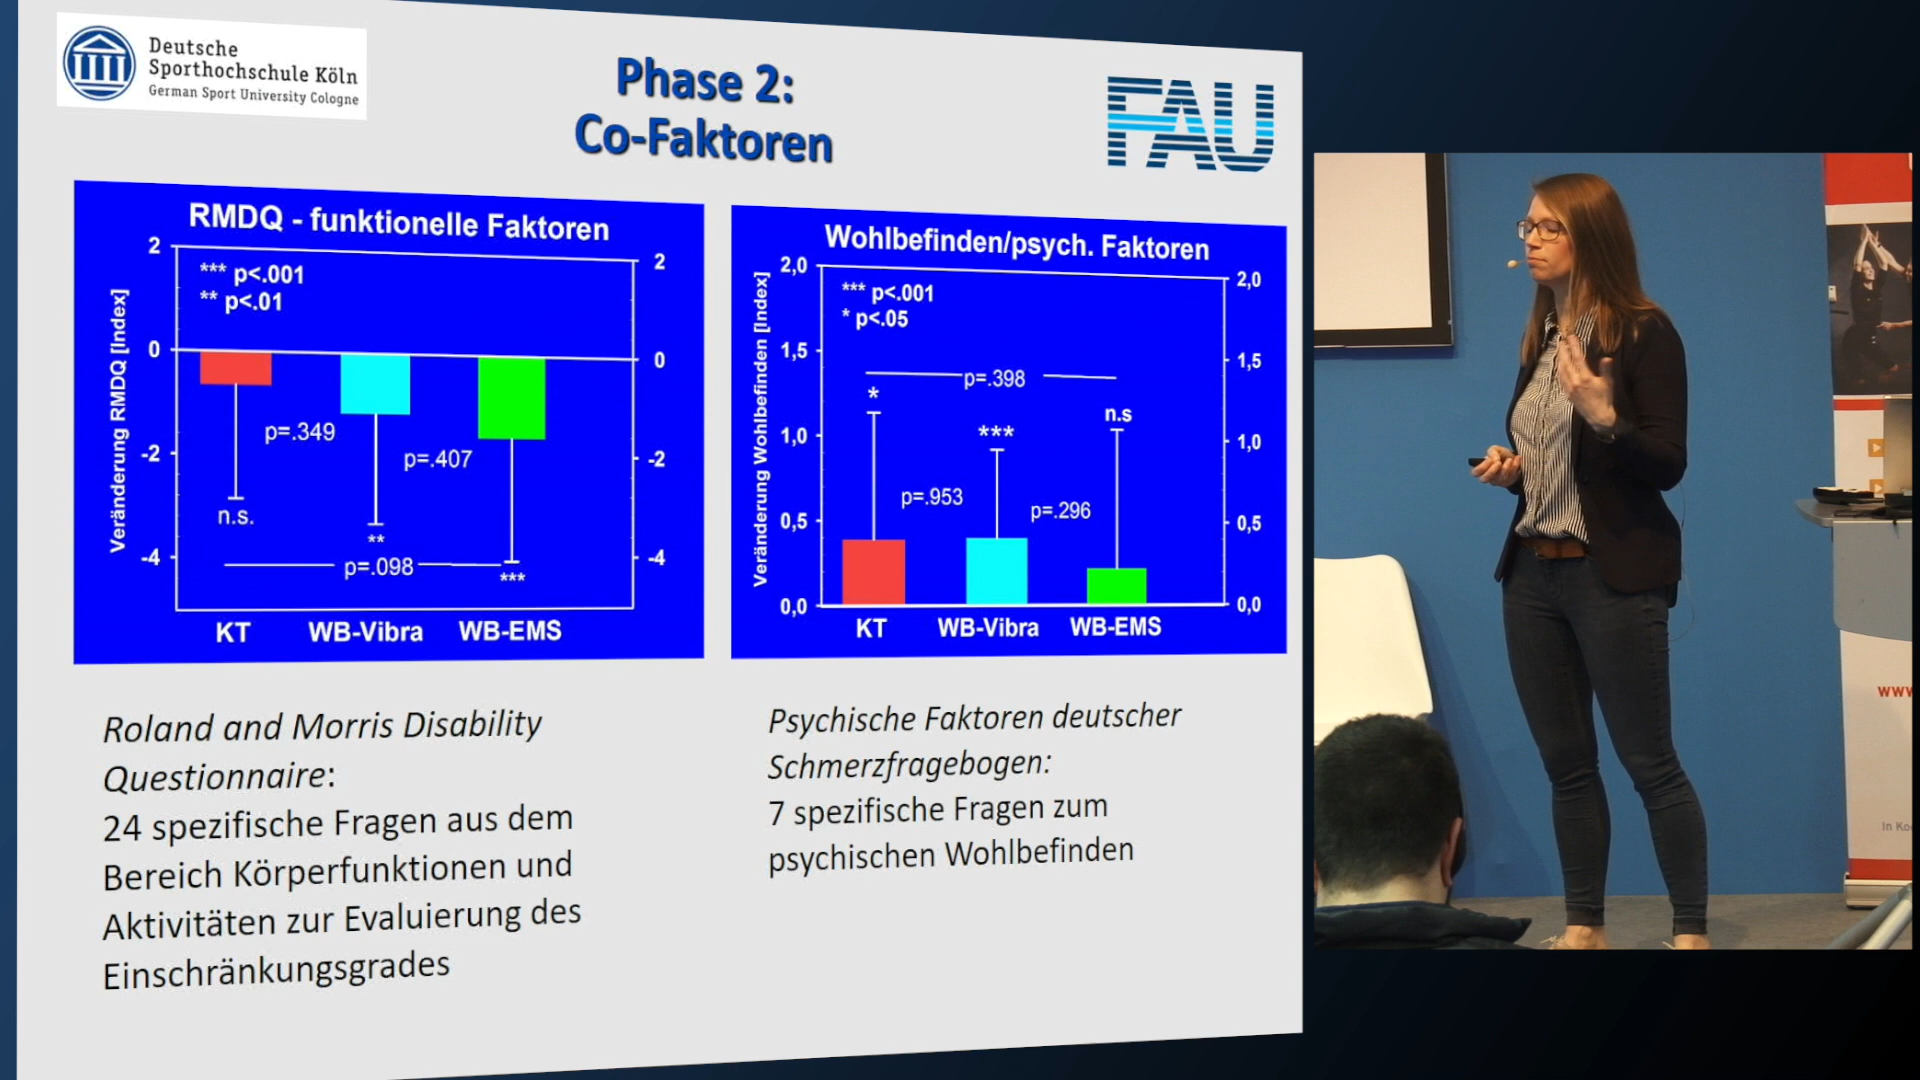 Deutsche
Sporthochschule Köln
German Sport University Cologne
Phase 2:
Co-Faktoren
FAU
RMDQ - funktionelle Faktoren
Veränderung RMDQ [Index]
2
0
-2
-4
*** p<.001
** p<.01
p=.349
p=.407
n.s.
**
p=.098
***
2
0
-2
-4
KT WB-Vibra WB-EMS
Wohlbefinden/psych. Faktoren
Veränderung Wohlbefinden [Index]
2,0
1,5
1,0
0,5
0,0
*** p<.001
* p<.05
p=.398
*
***
n.s
p=.953
p=.296
2,0
1,5
1,0
0,5
0,0
KT WB-Vibra WB-EMS
Roland and Morris Disability
Questionnaire:
24 spezifische Fragen aus dem
Bereich Körperfunktionen und
Aktivitäten zur Evaluierung des
Einschränkungsgrades
Psychische Faktoren deutscher
Schmerzfragebogen:
7 spezifische Fragen zum
psychischen Wohlbefinden
www